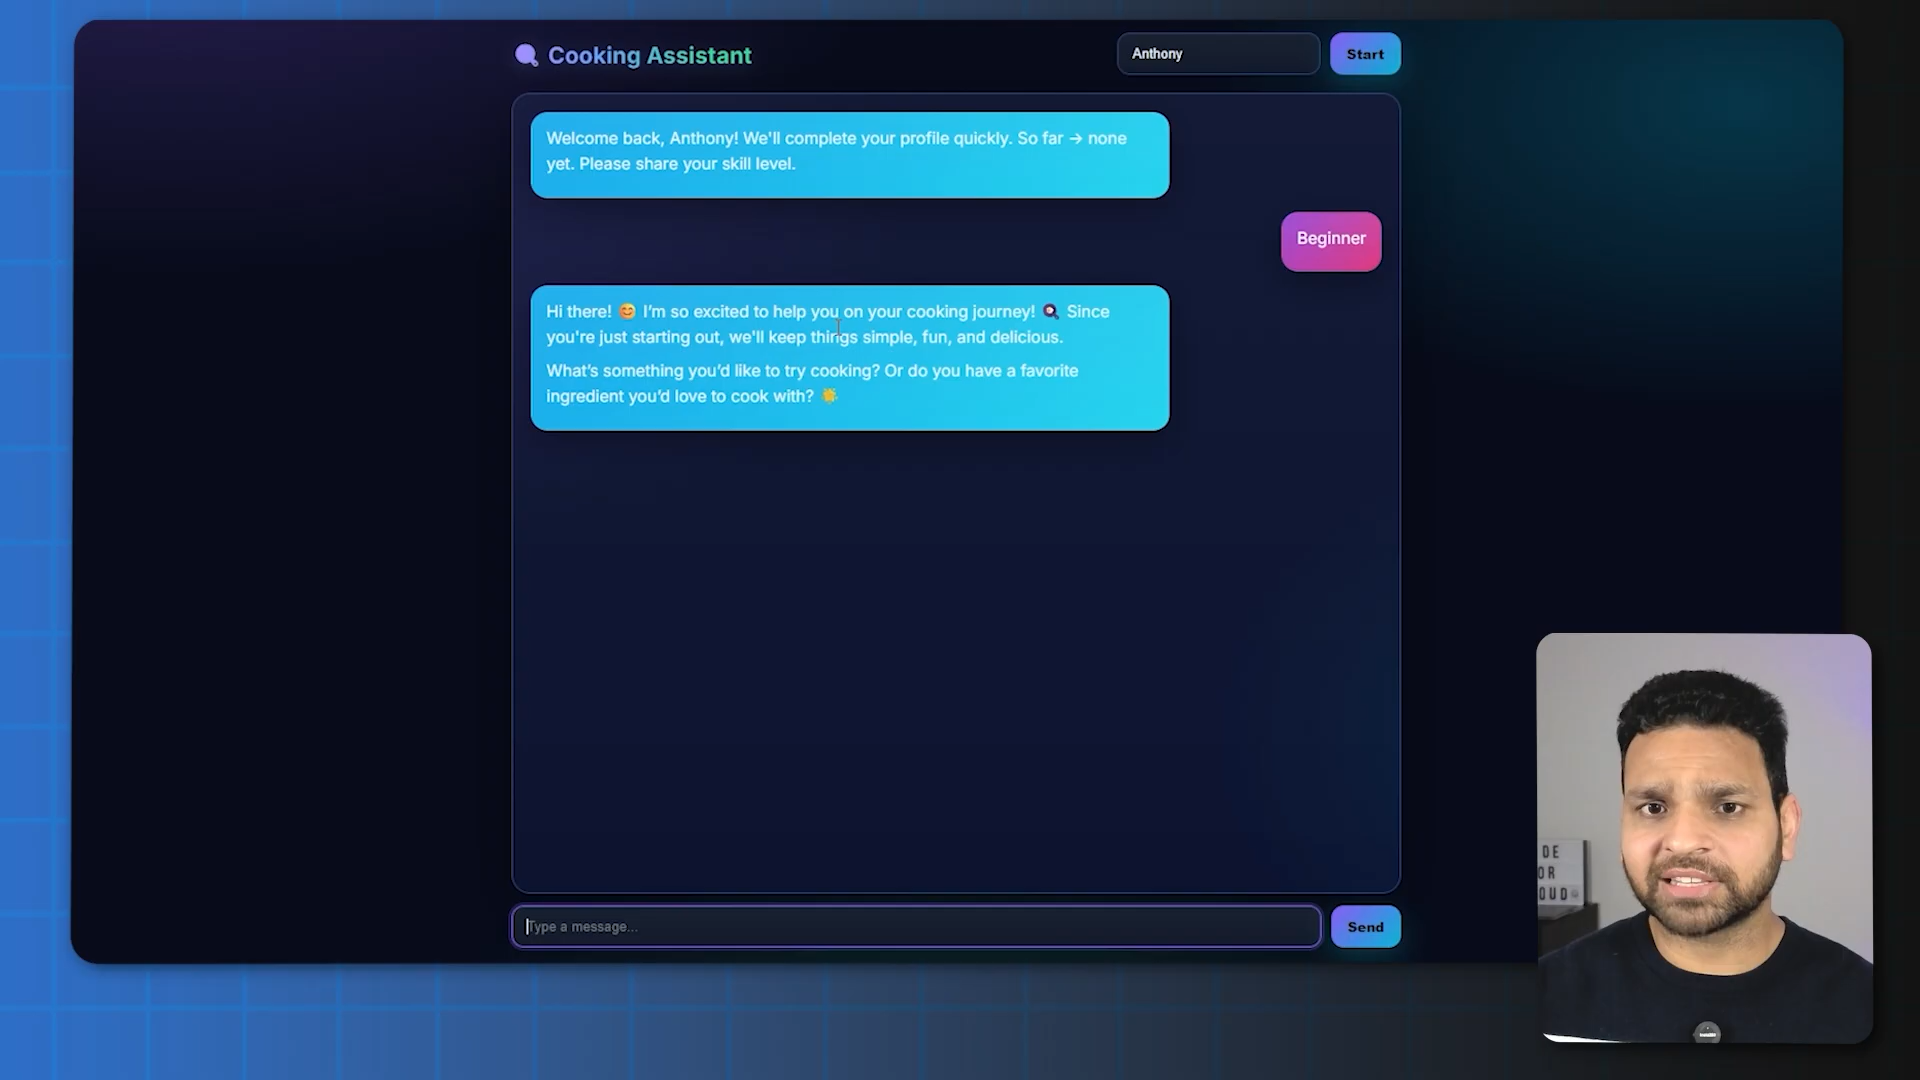 Cooking Assistant
Anthony
Start
Welcome back, Anthony! We'll complete your profile quickly. So far → none
yet. Please share your skill level.
Beginner
Hi there! 😊 I'm so excited to help you on your cooking journey! 🍳 Since
you're just starting out, we'll keep things simple, fun, and delicious.
What's something you'd like to try cooking? Or do you have a favorite
ingredient you'd love to cook with? 🌟
Type a message...
Send
DE
OR
OUD